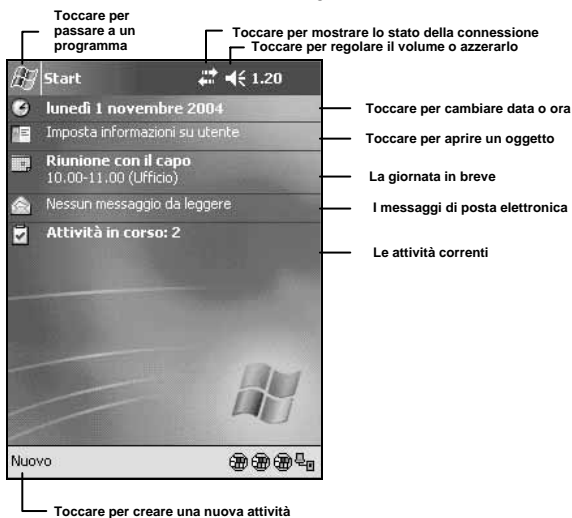 Toccare per
passare a un
programma
Toccare per mostrare lo stato della connessione
Toccare per regolare il volume o azzerarlo
Start 1.20
lunedì 1 novembre 2004
Toccare per cambiare data o ora
Imposta informazioni su utente
Toccare per aprire un oggetto
Riunione con il capo
10.00-11.00 (Ufficio)
La giornata in breve
Nessun messaggio da leggere
I messaggi di posta elettronica
Attività in corso: 2
Le attività correnti
Nuovo
Toccare per creare una nuova attività